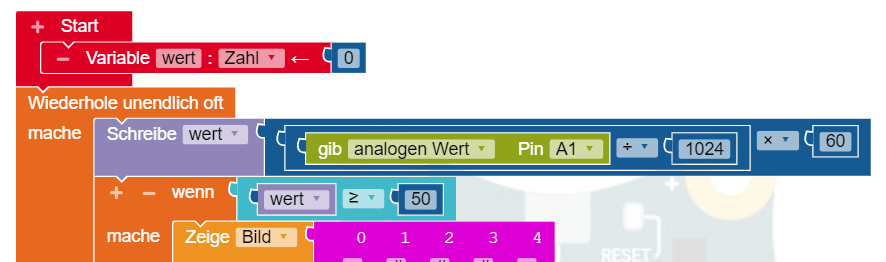 + Start
− Variable wert : Zahl ← 0
Wiederhole unendlich oft
mache Schreibe wert gib analogen Wert Pin A1 ÷ 1024 × 60
+ − wenn wert ≥ 50
mache Zeige Bild 0 1 2 3 4
RESET